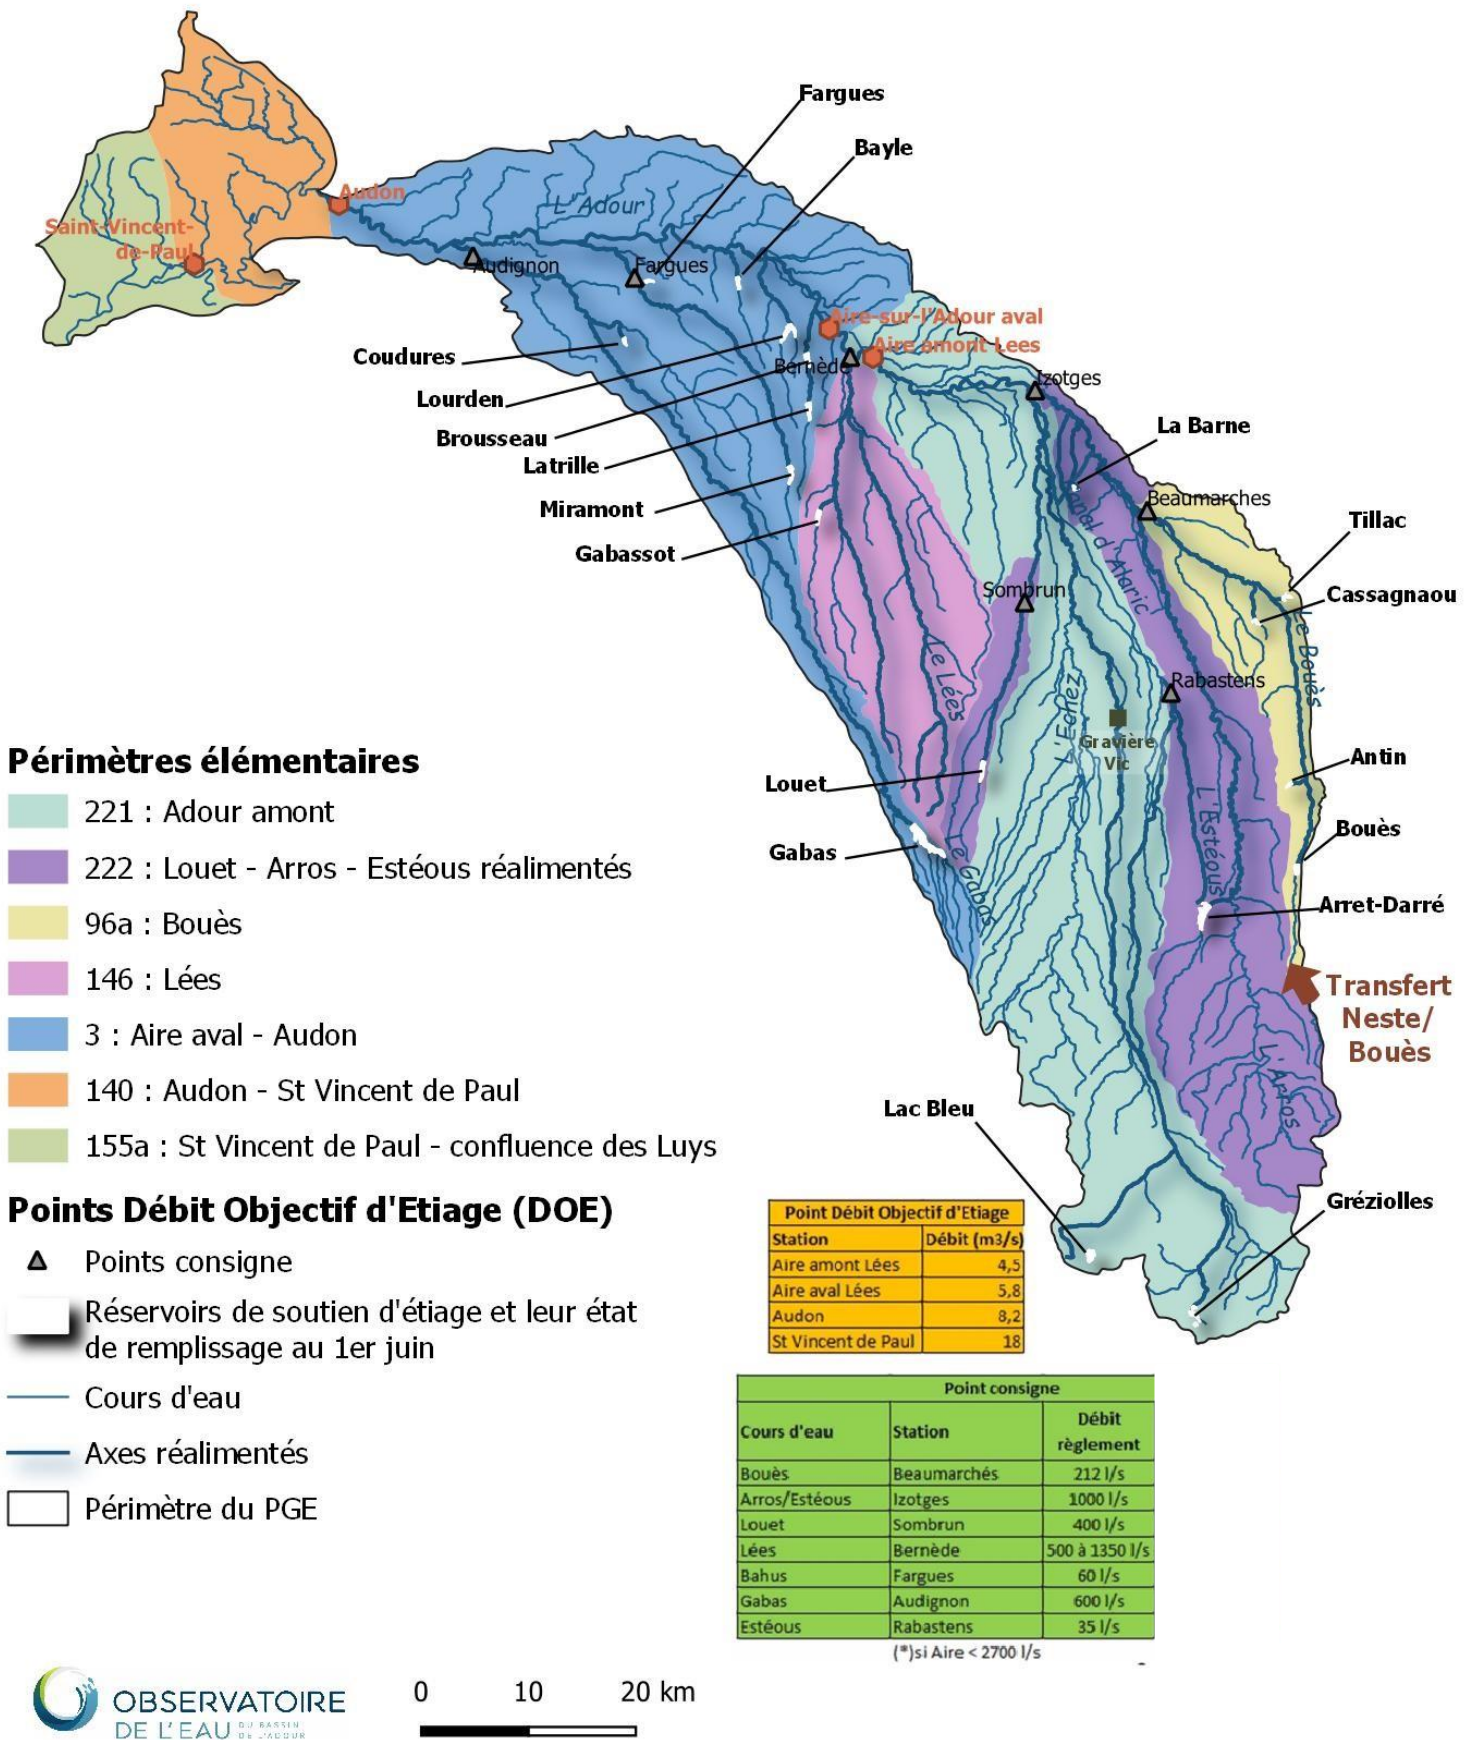 Fargues
Bayle
L'Adour
Audon
Saint-Vincent-
de-Paul
Audignon
Fargues
Aire-sur-l'Adour aval
Aire amont Lees
Bernède
Izotges
Coudures
Lourden
Brousseau
Latrille
Miramont
Gabassot
La Barne
Canal d'Alaric
Beaumarches
Tillac
Cassagnaou
Sombrun
Le Bouès
Le Lées
L'Echez
Rabastens
Gravière
Vic
Antin
Louet
L'Estéous
Bouès
Gabas
Le Gabas
Arret-Darré
Transfert
Neste/
Bouès
L'Arros
Lac Bleu
Gréziolles
Périmètres élémentaires
221 : Adour amont
222 : Louet - Arros - Estéous réalimentés
96a : Bouès
146 : Lées
3 : Aire aval - Audon
140 : Audon - St Vincent de Paul
155a : St Vincent de Paul - confluence des Luys
Points Débit Objectif d'Etiage (DOE)
Points consigne
Réservoirs de soutien d'étiage et leur état
de remplissage au 1er juin
Cours d'eau
Axes réalimentés
Périmètre du PGE
Point Débit Objectif d'Etiage
Station Débit (m3/s)
Aire amont Lées 4,5
Aire aval Lées 5,8
Audon 8,2
St Vincent de Paul 18
Point consigne
Cours d'eau Station Débit règlement
Bouès Beaumarchés 212 l/s
Arros/Estéous Izotges 1000 l/s
Louet Sombrun 400 l/s
Lées Bernède 500 à 1350 l/s
Bahus Fargues 60 l/s
Gabas Audignon 600 l/s
Estéous Rabastens 35 l/s
(*)si Aire < 2700 l/s
OBSERVATOIRE
DE L'EAU DU BASSIN
DE L'ADOUR
0 10 20 km